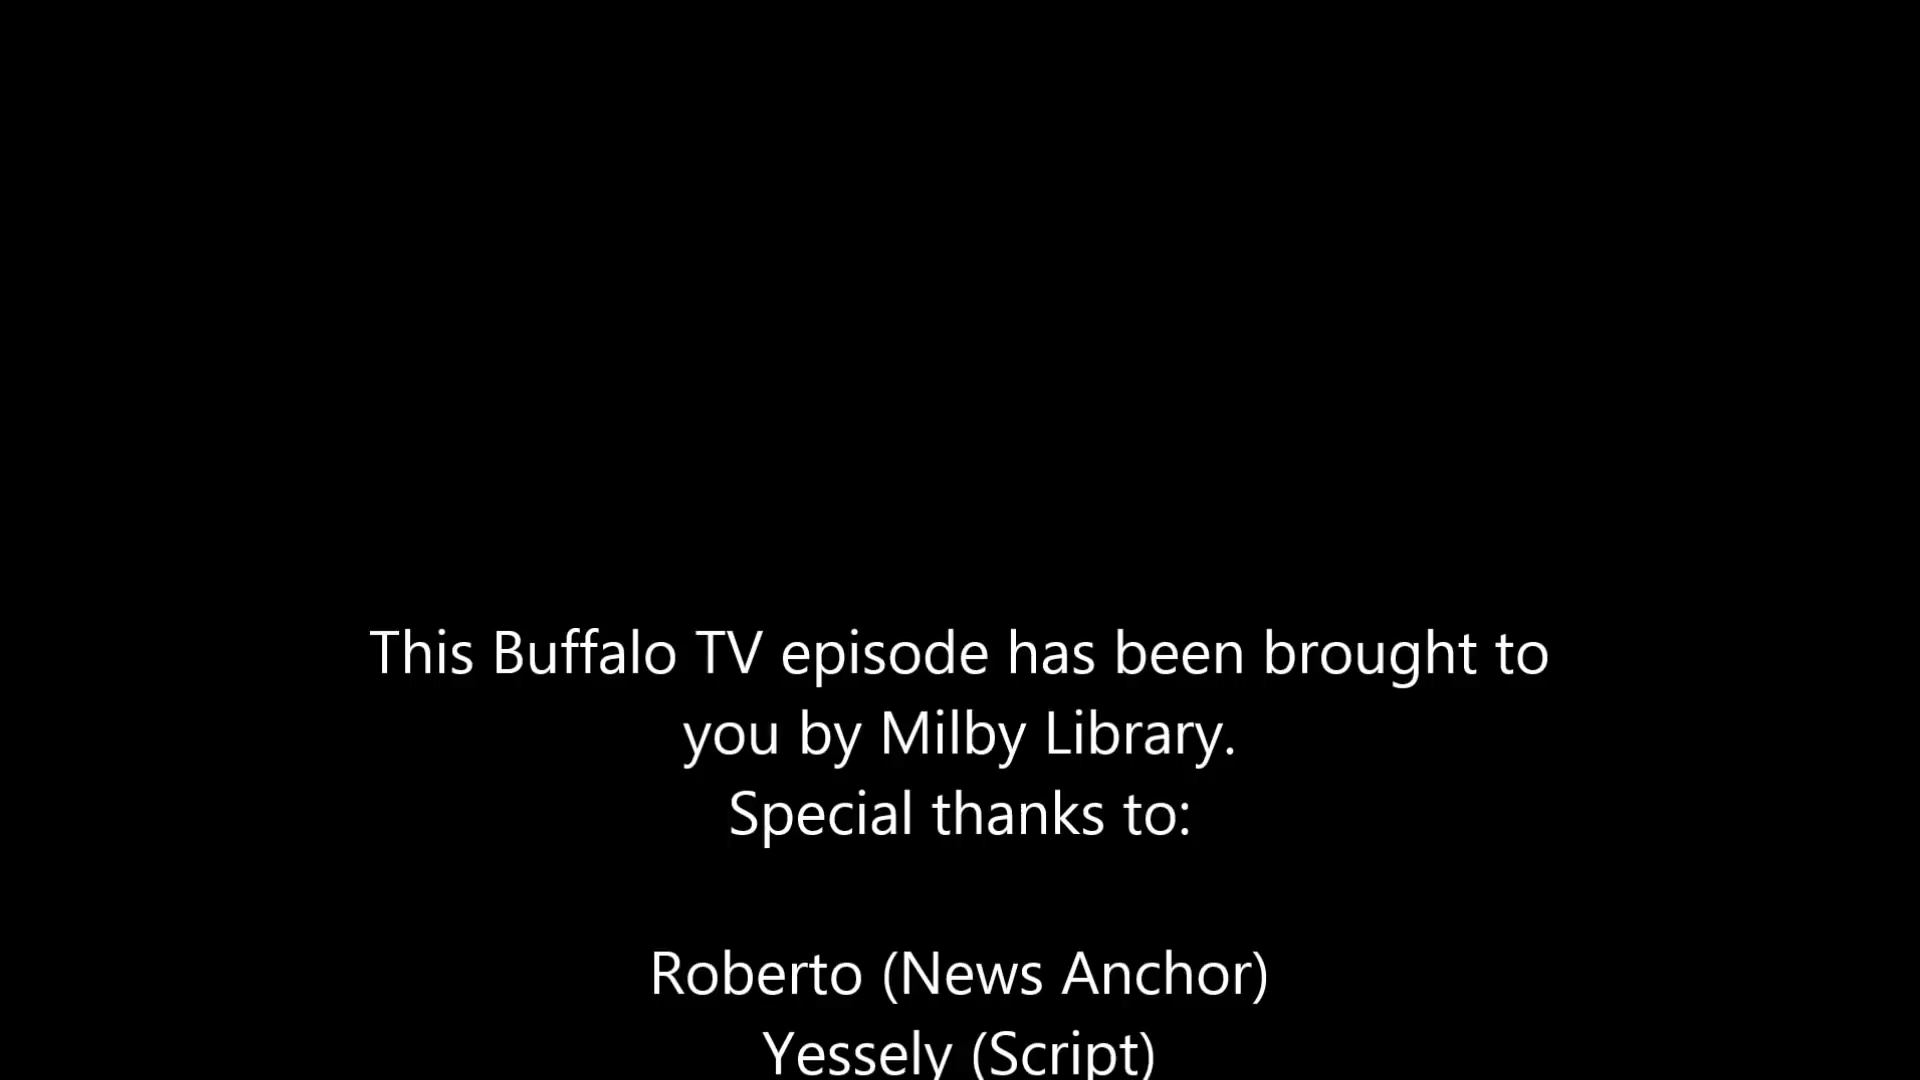 This Buffalo TV episode has been brought to
you by Milby Library.
Special thanks to:
Roberto (News Anchor)
Yessely (Script)